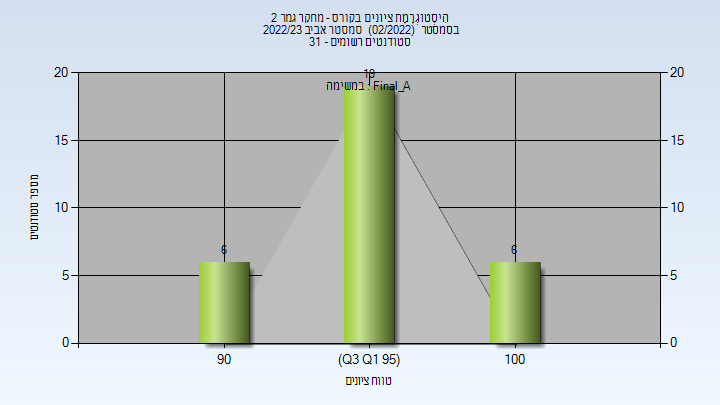 הִיסְטוֹגְרַמַת ציונים בקורס - מחקר גמר 2
בסמסטר (02/2022) סמסטר אביב 2022/23
סטודנטים רשומים - 31
במשימה : Final_A
20
15
10
5
0
20
15
10
5
0
6
19
6
מספר סטודנטים
90
(Q3 Q1 95)
100
טווח ציונים